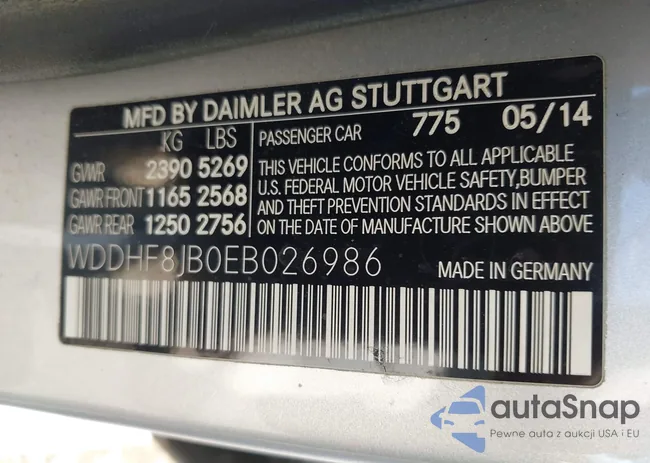 MFD BY DAIMLER AG STUTTGART
KG LBS
GVWR 2390 5269
GAWR FRONT 1165 2568
GAWR REAR 1250 2756
PASSENGER CAR 775 05/14
THIS VEHICLE CONFORMS TO ALL APPLICABLE
U.S. FEDERAL MOTOR VEHICLE SAFETY,BUMPER
AND THEFT PREVENTION STANDARDS IN EFFECT
ON THE DATE OF MANUFACTURE SHOWN ABOVE
WDDHF8JB0EB026986
MADE IN GERMANY
autaSnap
Pewne auta z aukcji USA i EU